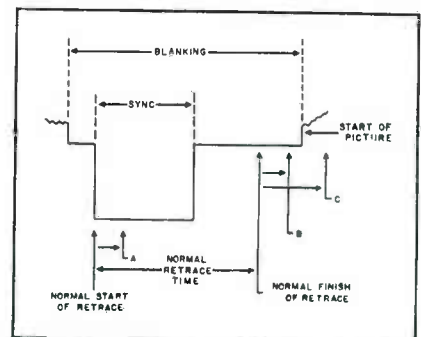 BLANKING
SYNC
START OF
PICTURE
C
B
A
NORMAL
RETRACE
TIME
NORMAL START
OF RETRACE
NORMAL FINISH
OF RETRACE